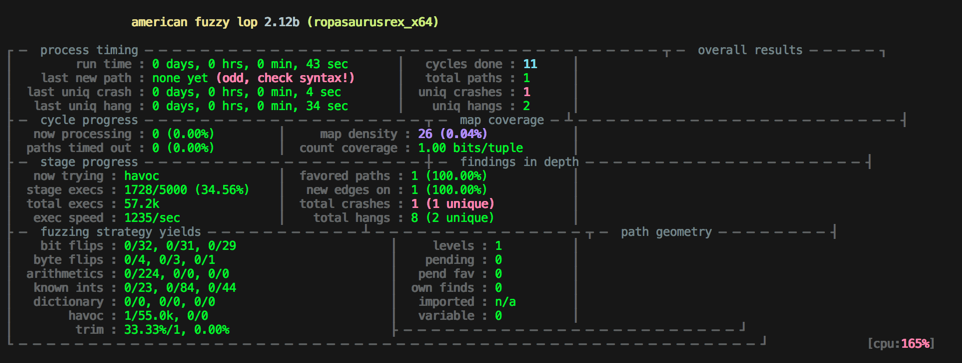 american fuzzy lop 2.12b (ropasaurusrex_x64)
process timing overall results
run time : 0 days, 0 hrs, 0 min, 43 sec cycles done : 11
last new path : none yet (odd, check syntax!) total paths : 1
last uniq crash : 0 days, 0 hrs, 0 min, 4 sec uniq crashes : 1
last uniq hang : 0 days, 0 hrs, 0 min, 34 sec uniq hangs : 2
cycle progress map coverage
now processing : 0 (0.00%) map density : 26 (0.04%)
paths timed out : 0 (0.00%) count coverage : 1.00 bits/tuple
stage progress findings in depth
now trying : havoc favored paths : 1 (100.00%)
stage execs : 1728/5000 (34.56%) new edges on : 1 (100.00%)
total execs : 57.2k total crashes : 1 (1 unique)
exec speed : 1235/sec total hangs : 8 (2 unique)
fuzzing strategy yields path geometry
bit flips : 0/32, 0/31, 0/29 levels : 1
byte flips : 0/4, 0/3, 0/1 pending : 0
arithmetics : 0/224, 0/0, 0/0 pend fav : 0
known ints : 0/23, 0/84, 0/44 own finds : 0
dictionary : 0/0, 0/0, 0/0 imported : n/a
havoc : 1/55.0k, 0/0 variable : 0
trim : 33.33%/1, 0.00%
[cpu:165%]